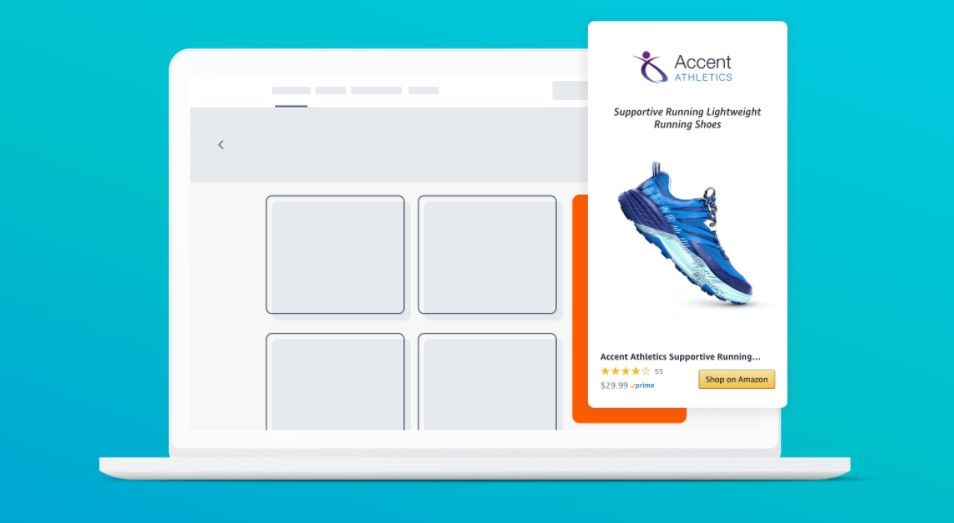 Accent
ATHLETICS
Supportive Running Lightweight
Running Shoes
Accent Athletics Supportive Running...
55
$29.99 prime
Shop on Amazon